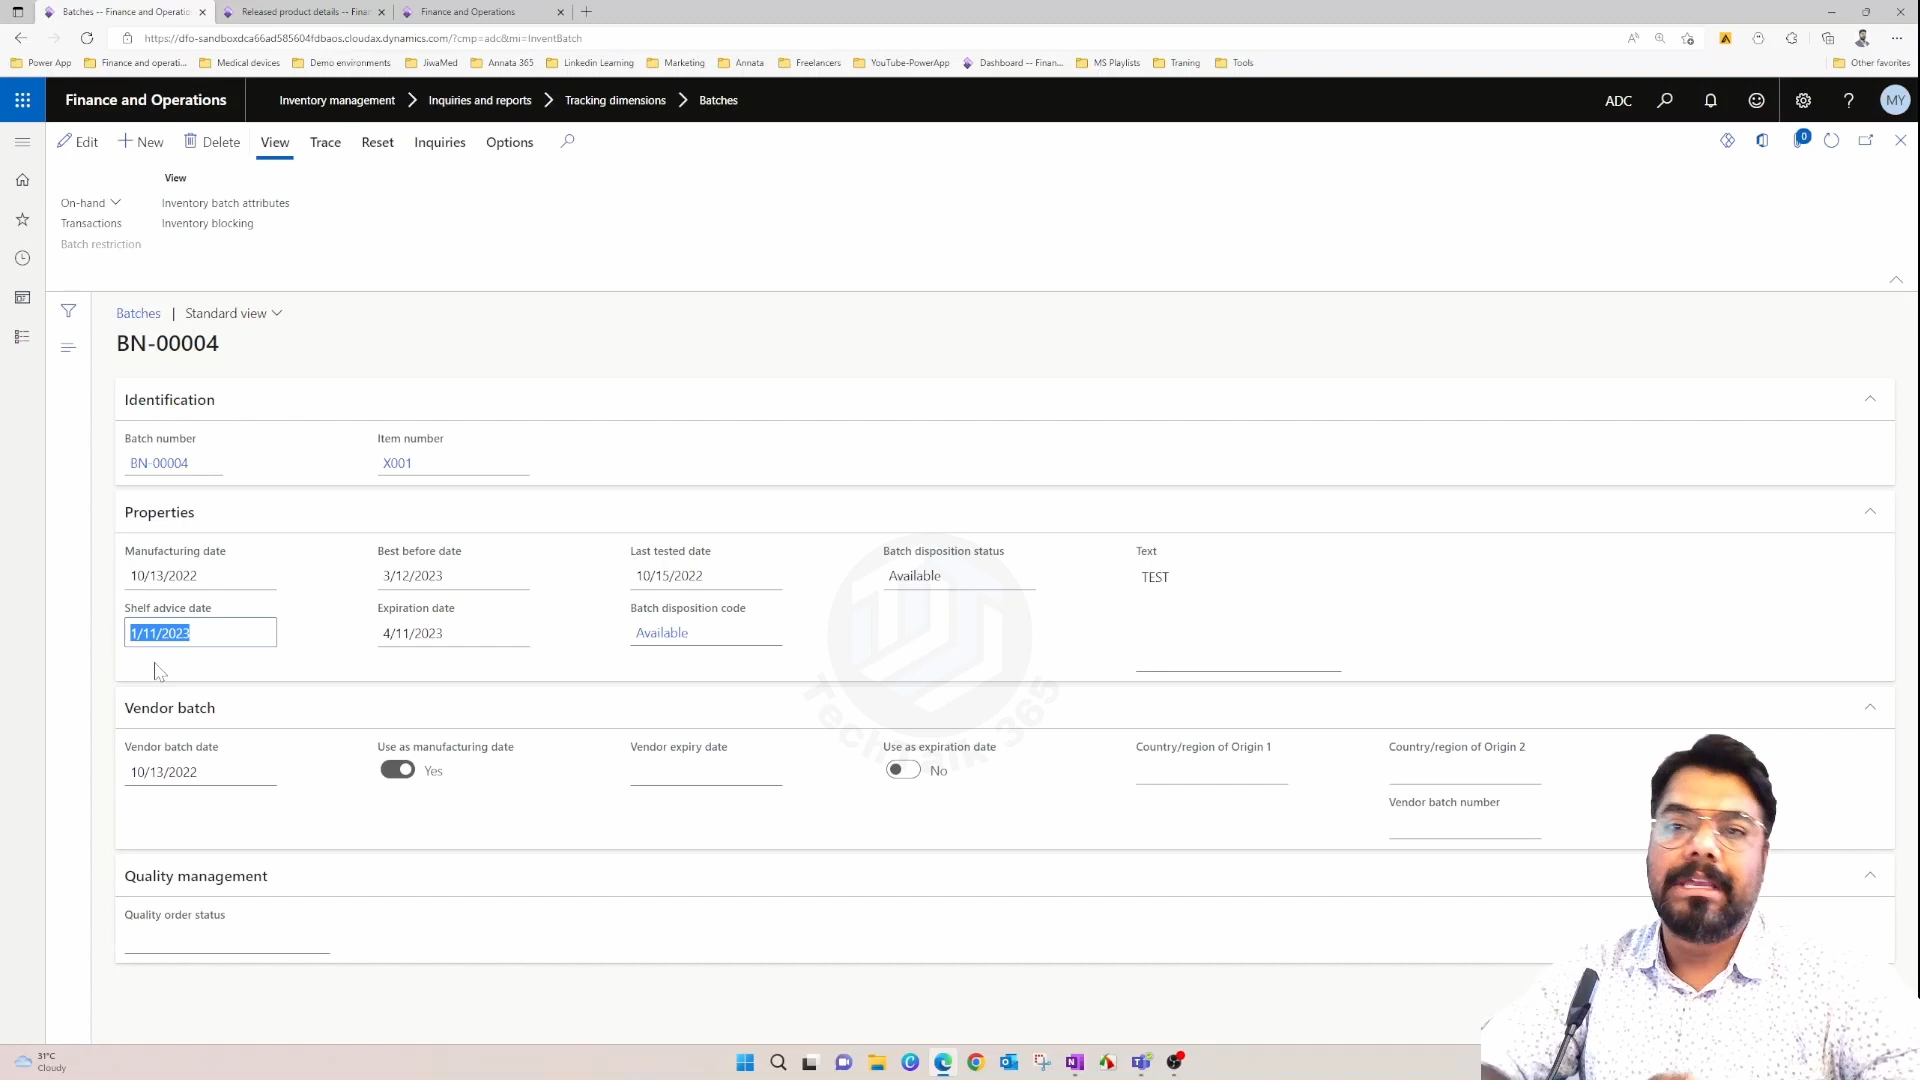 Batches -- Finance and Operatio
Released product details -- Finan
Finance and Operations
https://dfo-sandboxdca66ad585604fdbaos.cloudax.dynamics.com/?cmp=adc&mi=InventBatch
Power App
Finance and operati...
Medical devices
Demo environments
JiwaMed
Annata 365
Linkedin Learning
Marketing
Annata
Freelancers
YouTube-PowerApp
Dashboard -- Finan...
MS Playlists
Traning
Tools
Other favorites
Finance and Operations
Inventory management
Inquiries and reports
Tracking dimensions
Batches
ADC
MY
Edit
New
Delete
View
Trace
Reset
Inquiries
Options
0
View
On-hand
Inventory batch attributes
Transactions
Inventory blocking
Batch restriction
Batches | Standard view
BN-00004
Identification
Batch number
Item number
BN-00004
X001
Properties
Manufacturing date
Best before date
Last tested date
Batch disposition status
Text
10/13/2022
3/12/2023
10/15/2022
Available
TEST
Shelf advice date
Expiration date
Batch disposition code
1/11/2023
4/11/2023
Available
Vendor batch
Vendor batch date
Use as manufacturing date
Vendor expiry date
Use as expiration date
Country/region of Origin 1
Country/region of Origin 2
10/13/2022
Yes
No
Vendor batch number
Quality management
Quality order status
31°C
Cloudy